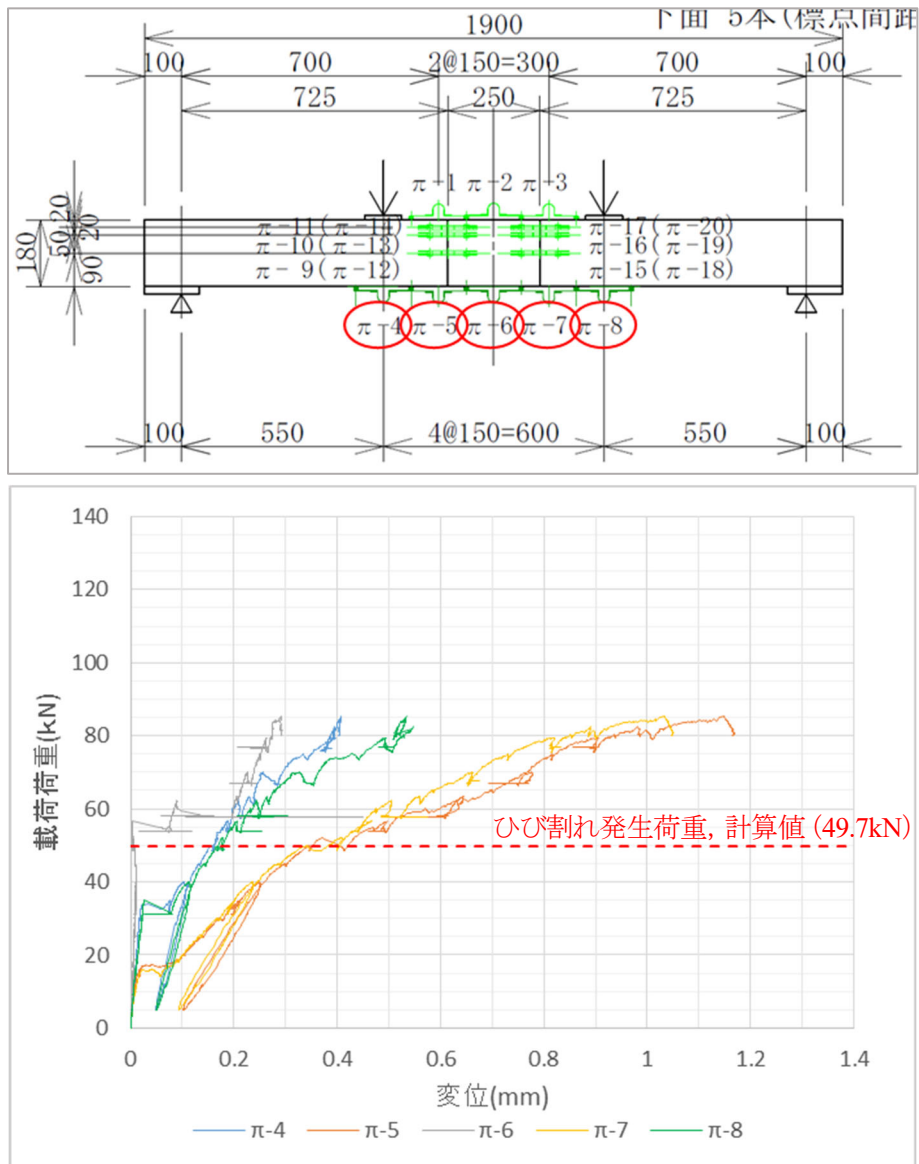 下面 5本(標点間距
1900
100 700 2@150=300 700 100
725 250 725
π-1 π-2 π-3
20
20
50
90
180
π-11(π-14) π-17(π-20)
π-10(π-13) π-16(π-19)
π-9(π-12) π-15(π-18)
π-4 π-5 π-6 π-7 π-8
100 550 4@150=600 550 100
140
120
100
80
60
ひび割れ発生荷重, 計算値 (49.7kN)
40
20
0
載荷荷重(kN)
0 0.2 0.4 0.6 0.8 1 1.2 1.4
変位(mm)
π-4 π-5 π-6 π-7 π-8